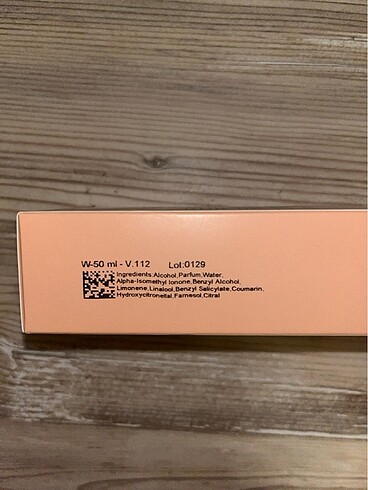 W-50 ml - V.112 Lot:0129
Ingredients:Alcohol,Parfum,Water,
Alpha-Isomethyl Ionone,Benzyl Alcohol,
Limonene,Linalool,Benzyl Salicylate,Coumarin,
Hydroxycitronellal,Farnesol,Citral